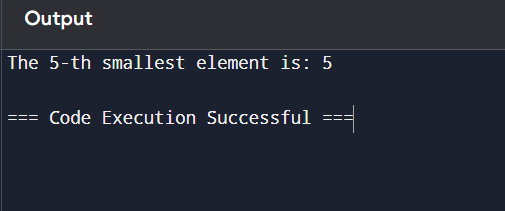 Output
The 5-th smallest element is: 5
=== Code Execution Successful ===